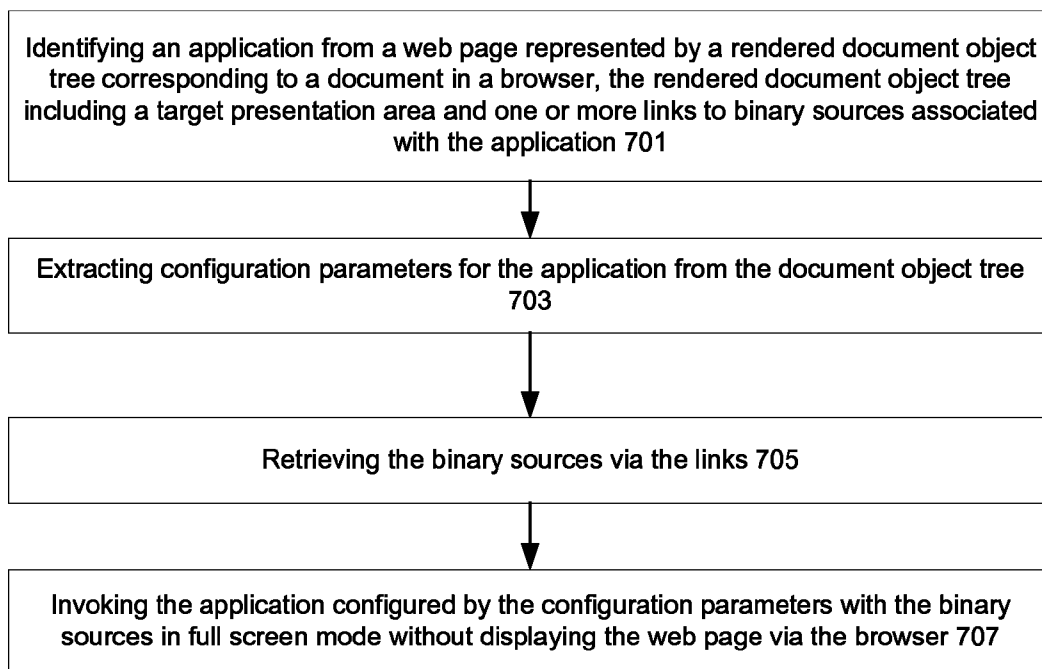 Identifying an application from a web page represented by a rendered document object
tree corresponding to a document in a browser, the rendered document object tree
including a target presentation area and one or more links to binary sources associated
with the application 701
Extracting configuration parameters for the application from the document object tree
703
Retrieving the binary sources via the links 705
Invoking the application configured by the configuration parameters with the binary
sources in full screen mode without displaying the web page via the browser 707